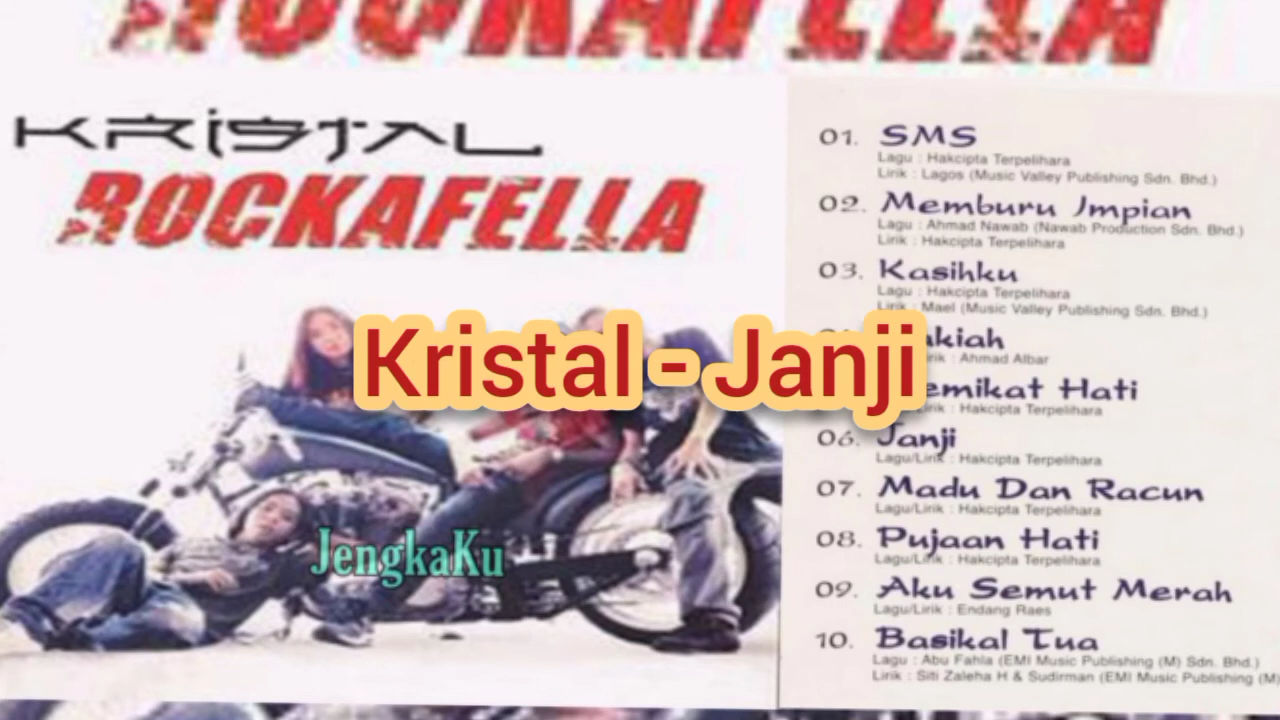 ROCKAFELLA
KRISTAL
ROCKAFELLA
Kristal - Janji
JengkaKu
01. SMS
Lagu : Hakcipta Terpelihara
Lirik : Lagos (Music Valley Publishing Sdn. Bhd.)
02. Memburu Impian
Lagu : Ahmad Nawab (Nawab Production Sdn. Bhd.)
Lirik : Hakcipta Terpelihara
03. Kasihku
Lagu : Hakcipta Terpelihara
Lirik : Mael (Music Valley Publishing Sdn. Bhd.)
: Ahmad Albar
Hati
: Hakcipta Terpelihara
06. Janji
Lagu/Lirik : Hakcipta Terpelihara
07. Madu Dan Racun
Lagu/Lirik : Hakcipta Terpelihara
08. Pujaan Hati
Lagu/Lirik : Hakcipta Terpelihara
09. Aku Semut Merah
Lagu/Lirik : Endang Raes
10. Basikal Tua
Lagu : Abu Fahla (EMI Music Publishing (M) Sdn. Bhd.)
Lirik : Siti Zaleha H & Sudirman (EMI Music Publishing (M)